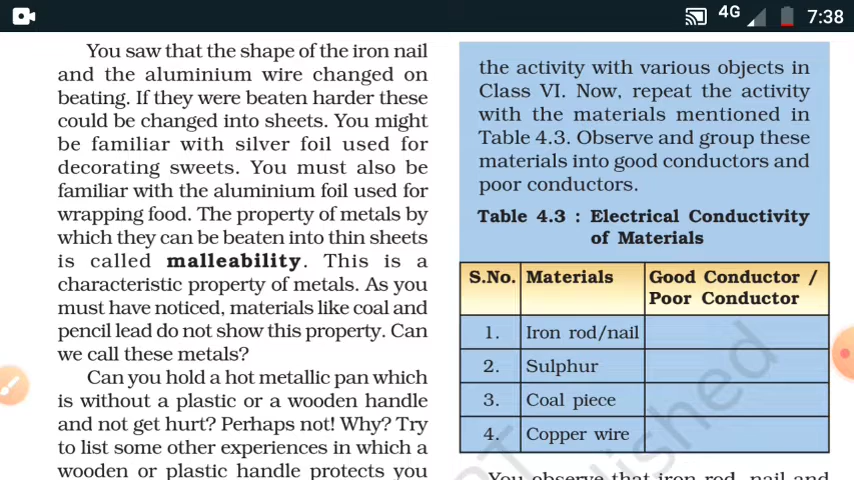 4G 7:38
You saw that the shape of the iron nail
and the aluminium wire changed on
beating. If they were beaten harder these
could be changed into sheets. You might
be familiar with silver foil used for
decorating sweets. You must also be
familiar with the aluminium foil used for
wrapping food. The property of metals by
which they can be beaten into thin sheets
is called malleability. This is a
characteristic property of metals. As you
must have noticed, materials like coal and
pencil lead do not show this property. Can
we call these metals?
Can you hold a hot metallic pan which
is without a plastic or a wooden handle
and not get hurt? Perhaps not! Why? Try
to list some other experiences in which a
wooden or plastic handle protects you
the activity with various objects in
Class VI. Now, repeat the activity
with the materials mentioned in
Table 4.3. Observe and group these
materials into good conductors and
poor conductors.
Table 4.3 : Electrical Conductivity
of Materials
S.No. Materials Good Conductor /
Poor Conductor
1. Iron rod/nail
2. Sulphur
3. Coal piece
4. Copper wire
You observe that iron rod, nail and